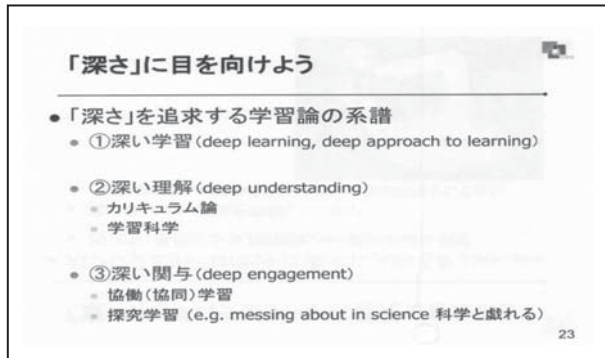 「深さ」に目を向けよう
● 「深さ」を追求する学習論の系譜
● ①深い学習(deep learning, deep approach to learning)
● ②深い理解(deep understanding)
● カリキュラム論
● 学習科学
● ③深い関与(deep engagement)
● 協働(協同)学習
● 探究学習 (e.g. messing about in science 科学と戯れる)
23